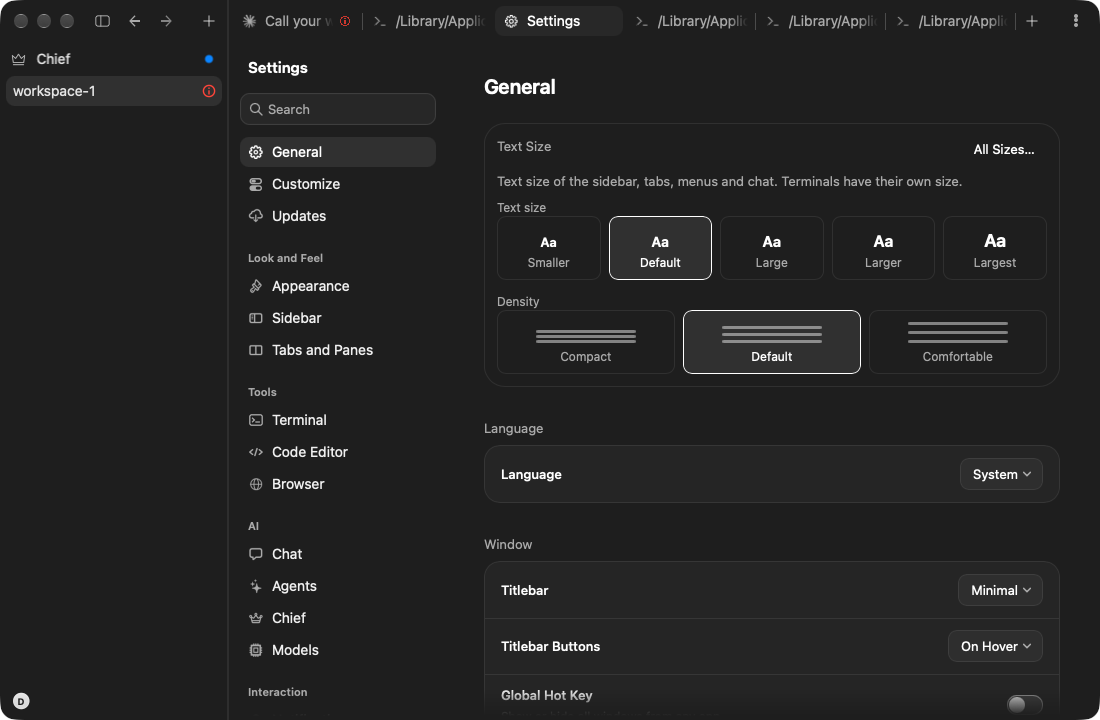 Call your
>_ /Library/Applic
Settings
>_ /Library/Applic
>_ /Library/Applic
>_ /Library/Applic
Chief
workspace-1
D
Settings
Search
General
Customize
Updates
Look and Feel
Appearance
Sidebar
Tabs and Panes
Tools
Terminal
Code Editor
Browser
AI
Chat
Agents
Chief
Models
Interaction
General
Text Size
All Sizes...
Text size of the sidebar, tabs, menus and chat. Terminals have their own size.
Text size
Aa Aa Aa Aa Aa
Smaller Default Large Larger Largest
Density
Compact Default Comfortable
Language
Language System
Window
Titlebar Minimal
Titlebar Buttons On Hover
Global Hot Key